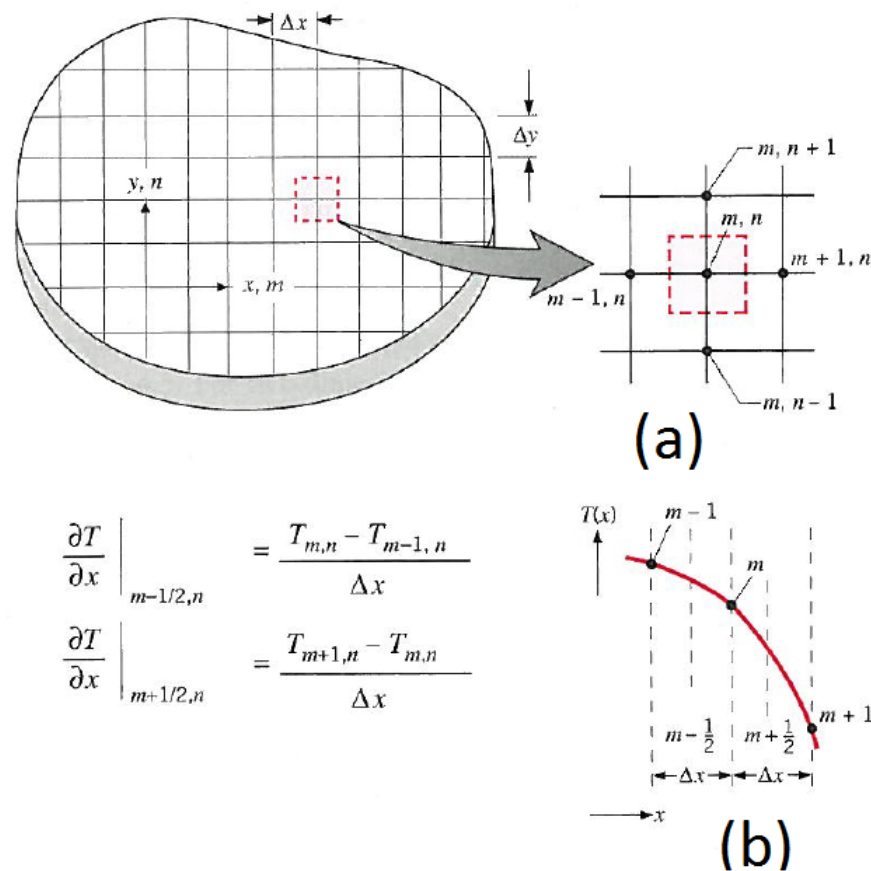 Δx
Δy
y, n
x, m
m, n + 1
m, n
m + 1, n
m − 1, n
m, n − 1
(a)
∂T/∂x |m−1/2,n = (Tm,n − Tm−1, n)/Δx
∂T/∂x |m+1/2,n = (Tm+1,n − Tm,n)/Δx
T(x)
m − 1
m
m + 1
m − 1/2
m + 1/2
Δx
Δx
x
(b)